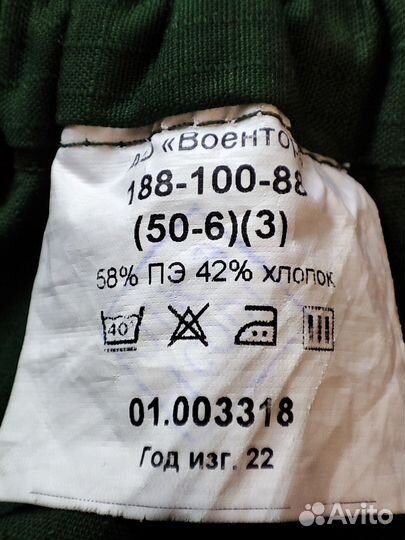 «Военто
188-100-88
(50-6)(3)
58% ПЭ 42% хлопок
40°
01.003318
Год изг. 22
Avito